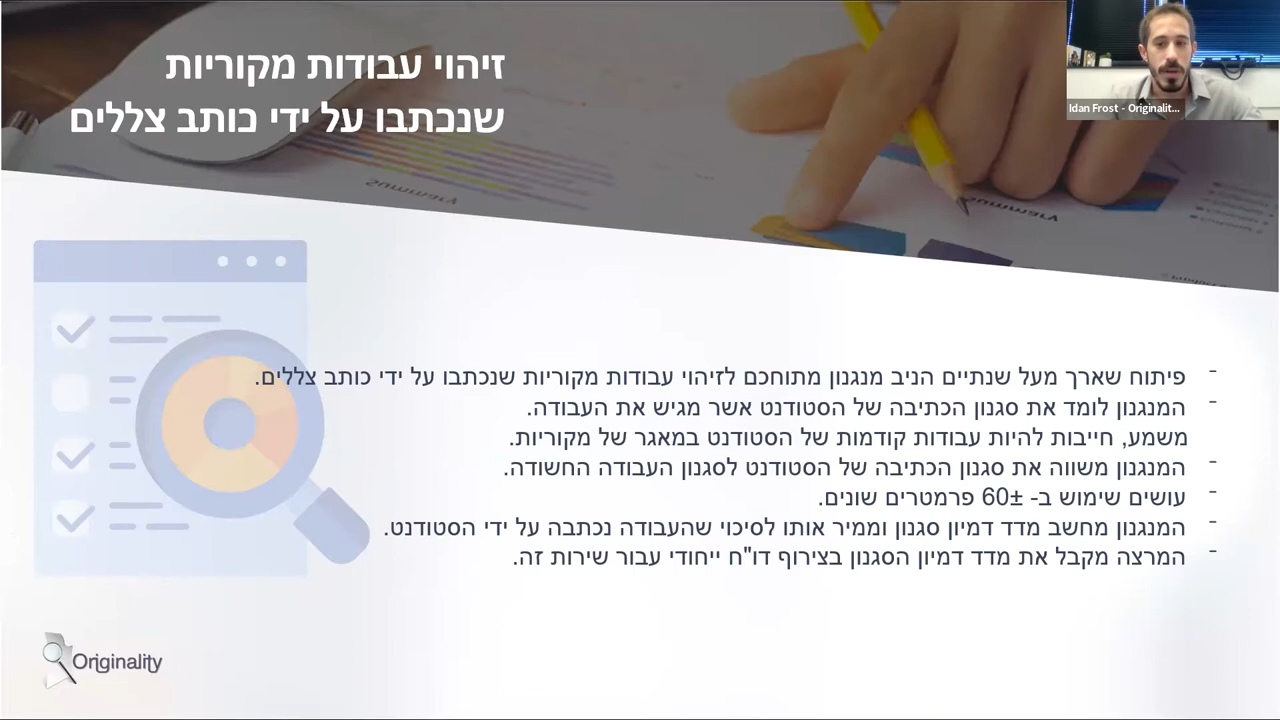 זיהוי עבודות מקוריות
שנכתבו על ידי כותב צללים
Idan Frost - Originalit...
SUMMARY
SUMMARY
- פיתוח שארך מעל שנתיים הניב מנגנון מתוחכם לזיהוי עבודות מקוריות שנכתבו על ידי כותב צללים.
- המנגנון לומד את סגנון הכתיבה של הסטודנט אשר מגיש את העבודה.
משמע, חייבות להיות עבודות קודמות של הסטודנט במאגר של מקוריות.
- המנגנון משווה את סגנון הכתיבה של הסטודנט לסגנון העבודה החשודה.
- עושים שימוש ב- 60± פרמטרים שונים.
- המנגנון מחשב מדד דמיון סגנון וממיר אותו לסיכוי שהעבודה נכתבה על ידי הסטודנט.
- המרצה מקבל את מדד דמיון הסגנון בצירוף דו"ח ייחודי עבור שירות זה.
Originality